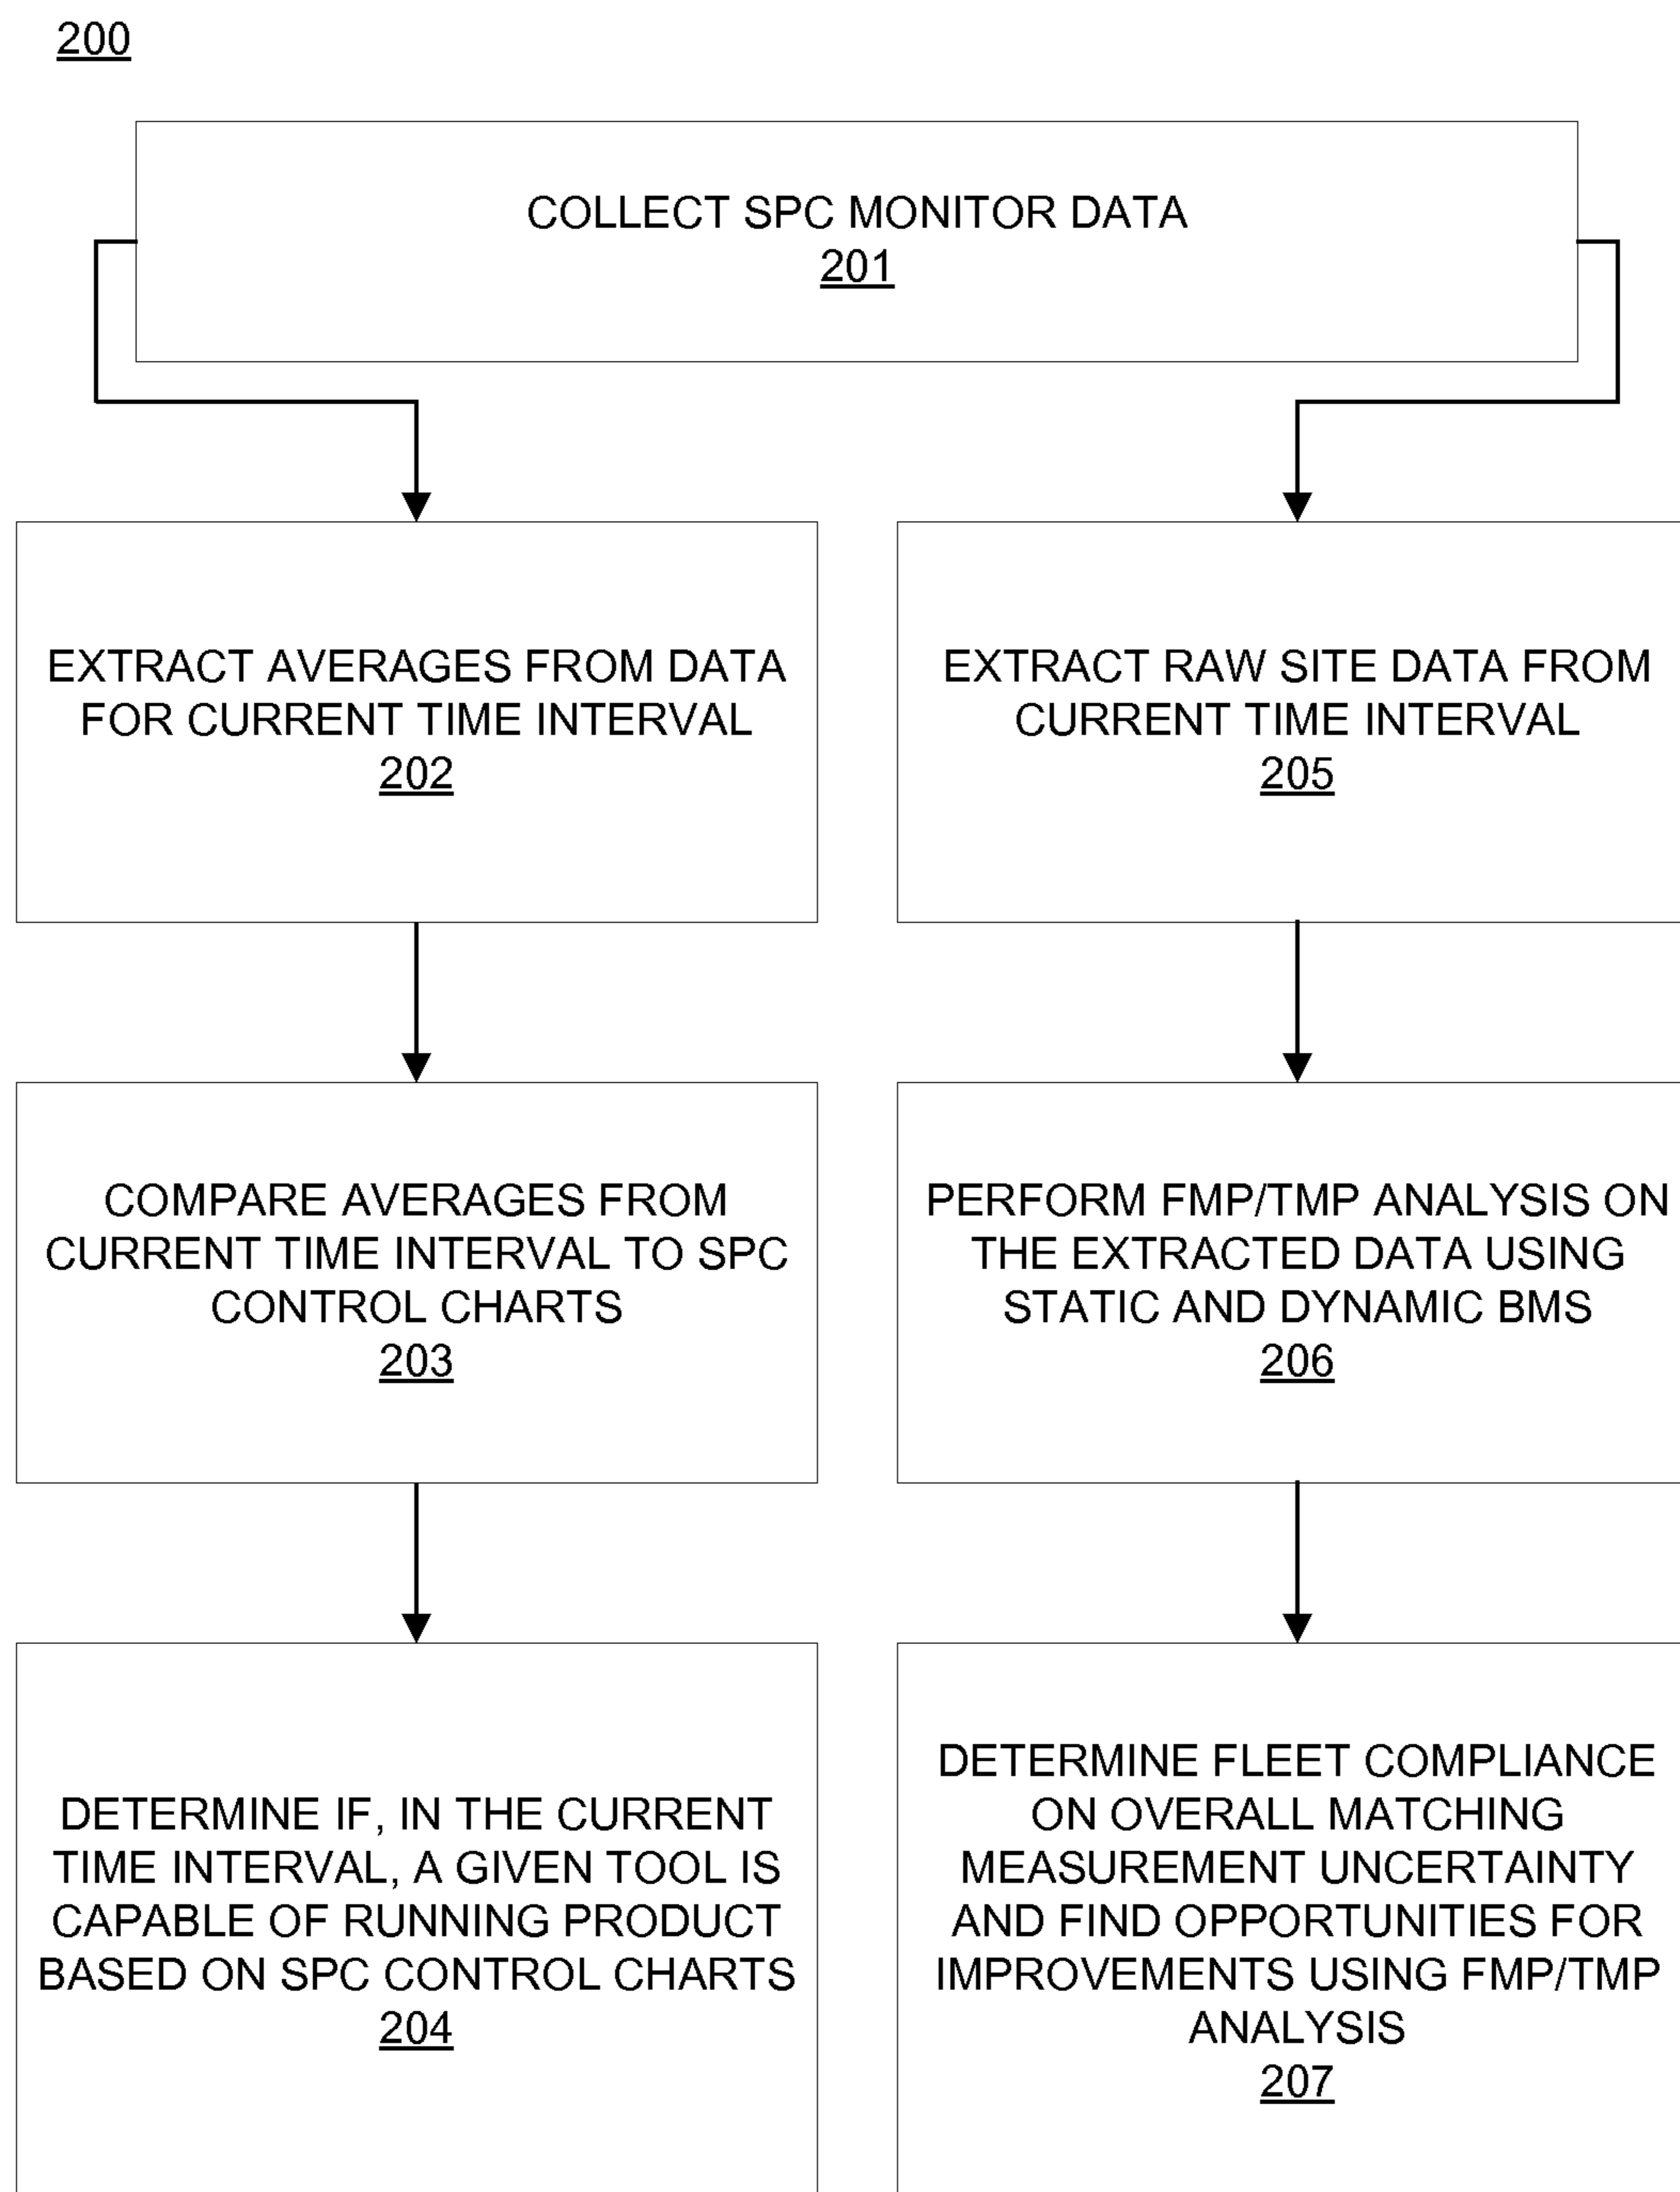 200
COLLECT SPC MONITOR DATA
201
EXTRACT AVERAGES FROM DATA
FOR CURRENT TIME INTERVAL
202
EXTRACT RAW SITE DATA FROM
CURRENT TIME INTERVAL
205
COMPARE AVERAGES FROM
CURRENT TIME INTERVAL TO SPC
CONTROL CHARTS
203
PERFORM FMP/TMP ANALYSIS ON
THE EXTRACTED DATA USING
STATIC AND DYNAMIC BMS
206
DETERMINE IF, IN THE CURRENT
TIME INTERVAL, A GIVEN TOOL IS
CAPABLE OF RUNNING PRODUCT
BASED ON SPC CONTROL CHARTS
204
DETERMINE FLEET COMPLIANCE
ON OVERALL MATCHING
MEASUREMENT UNCERTAINTY
AND FIND OPPORTUNITIES FOR
IMPROVEMENTS USING FMP/TMP
ANALYSIS
207